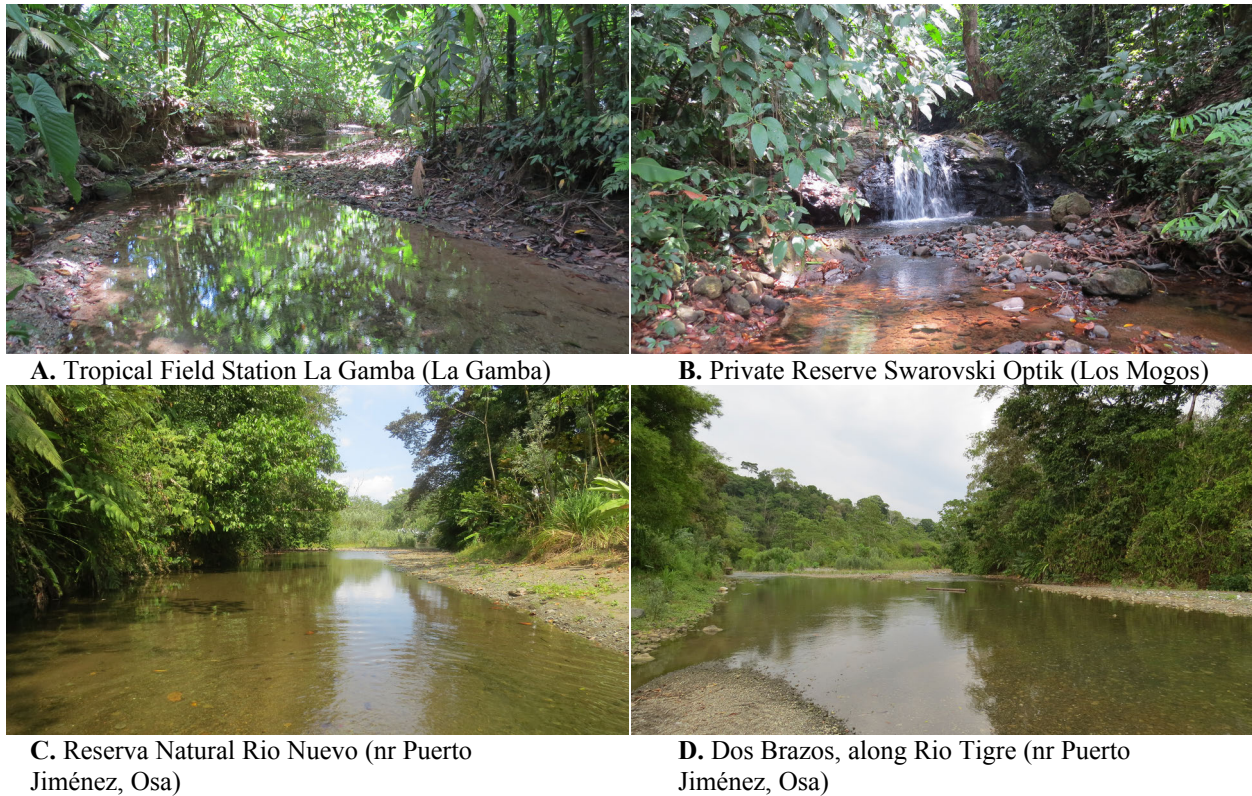 A. Tropical Field Station La Gamba (La Gamba)
B. Private Reserve Swarovski Optik (Los Mogos)
C. Reserva Natural Rio Nuevo (nr Puerto
Jiménez, Osa)
D. Dos Brazos, along Rio Tigre (nr Puerto
Jiménez, Osa)